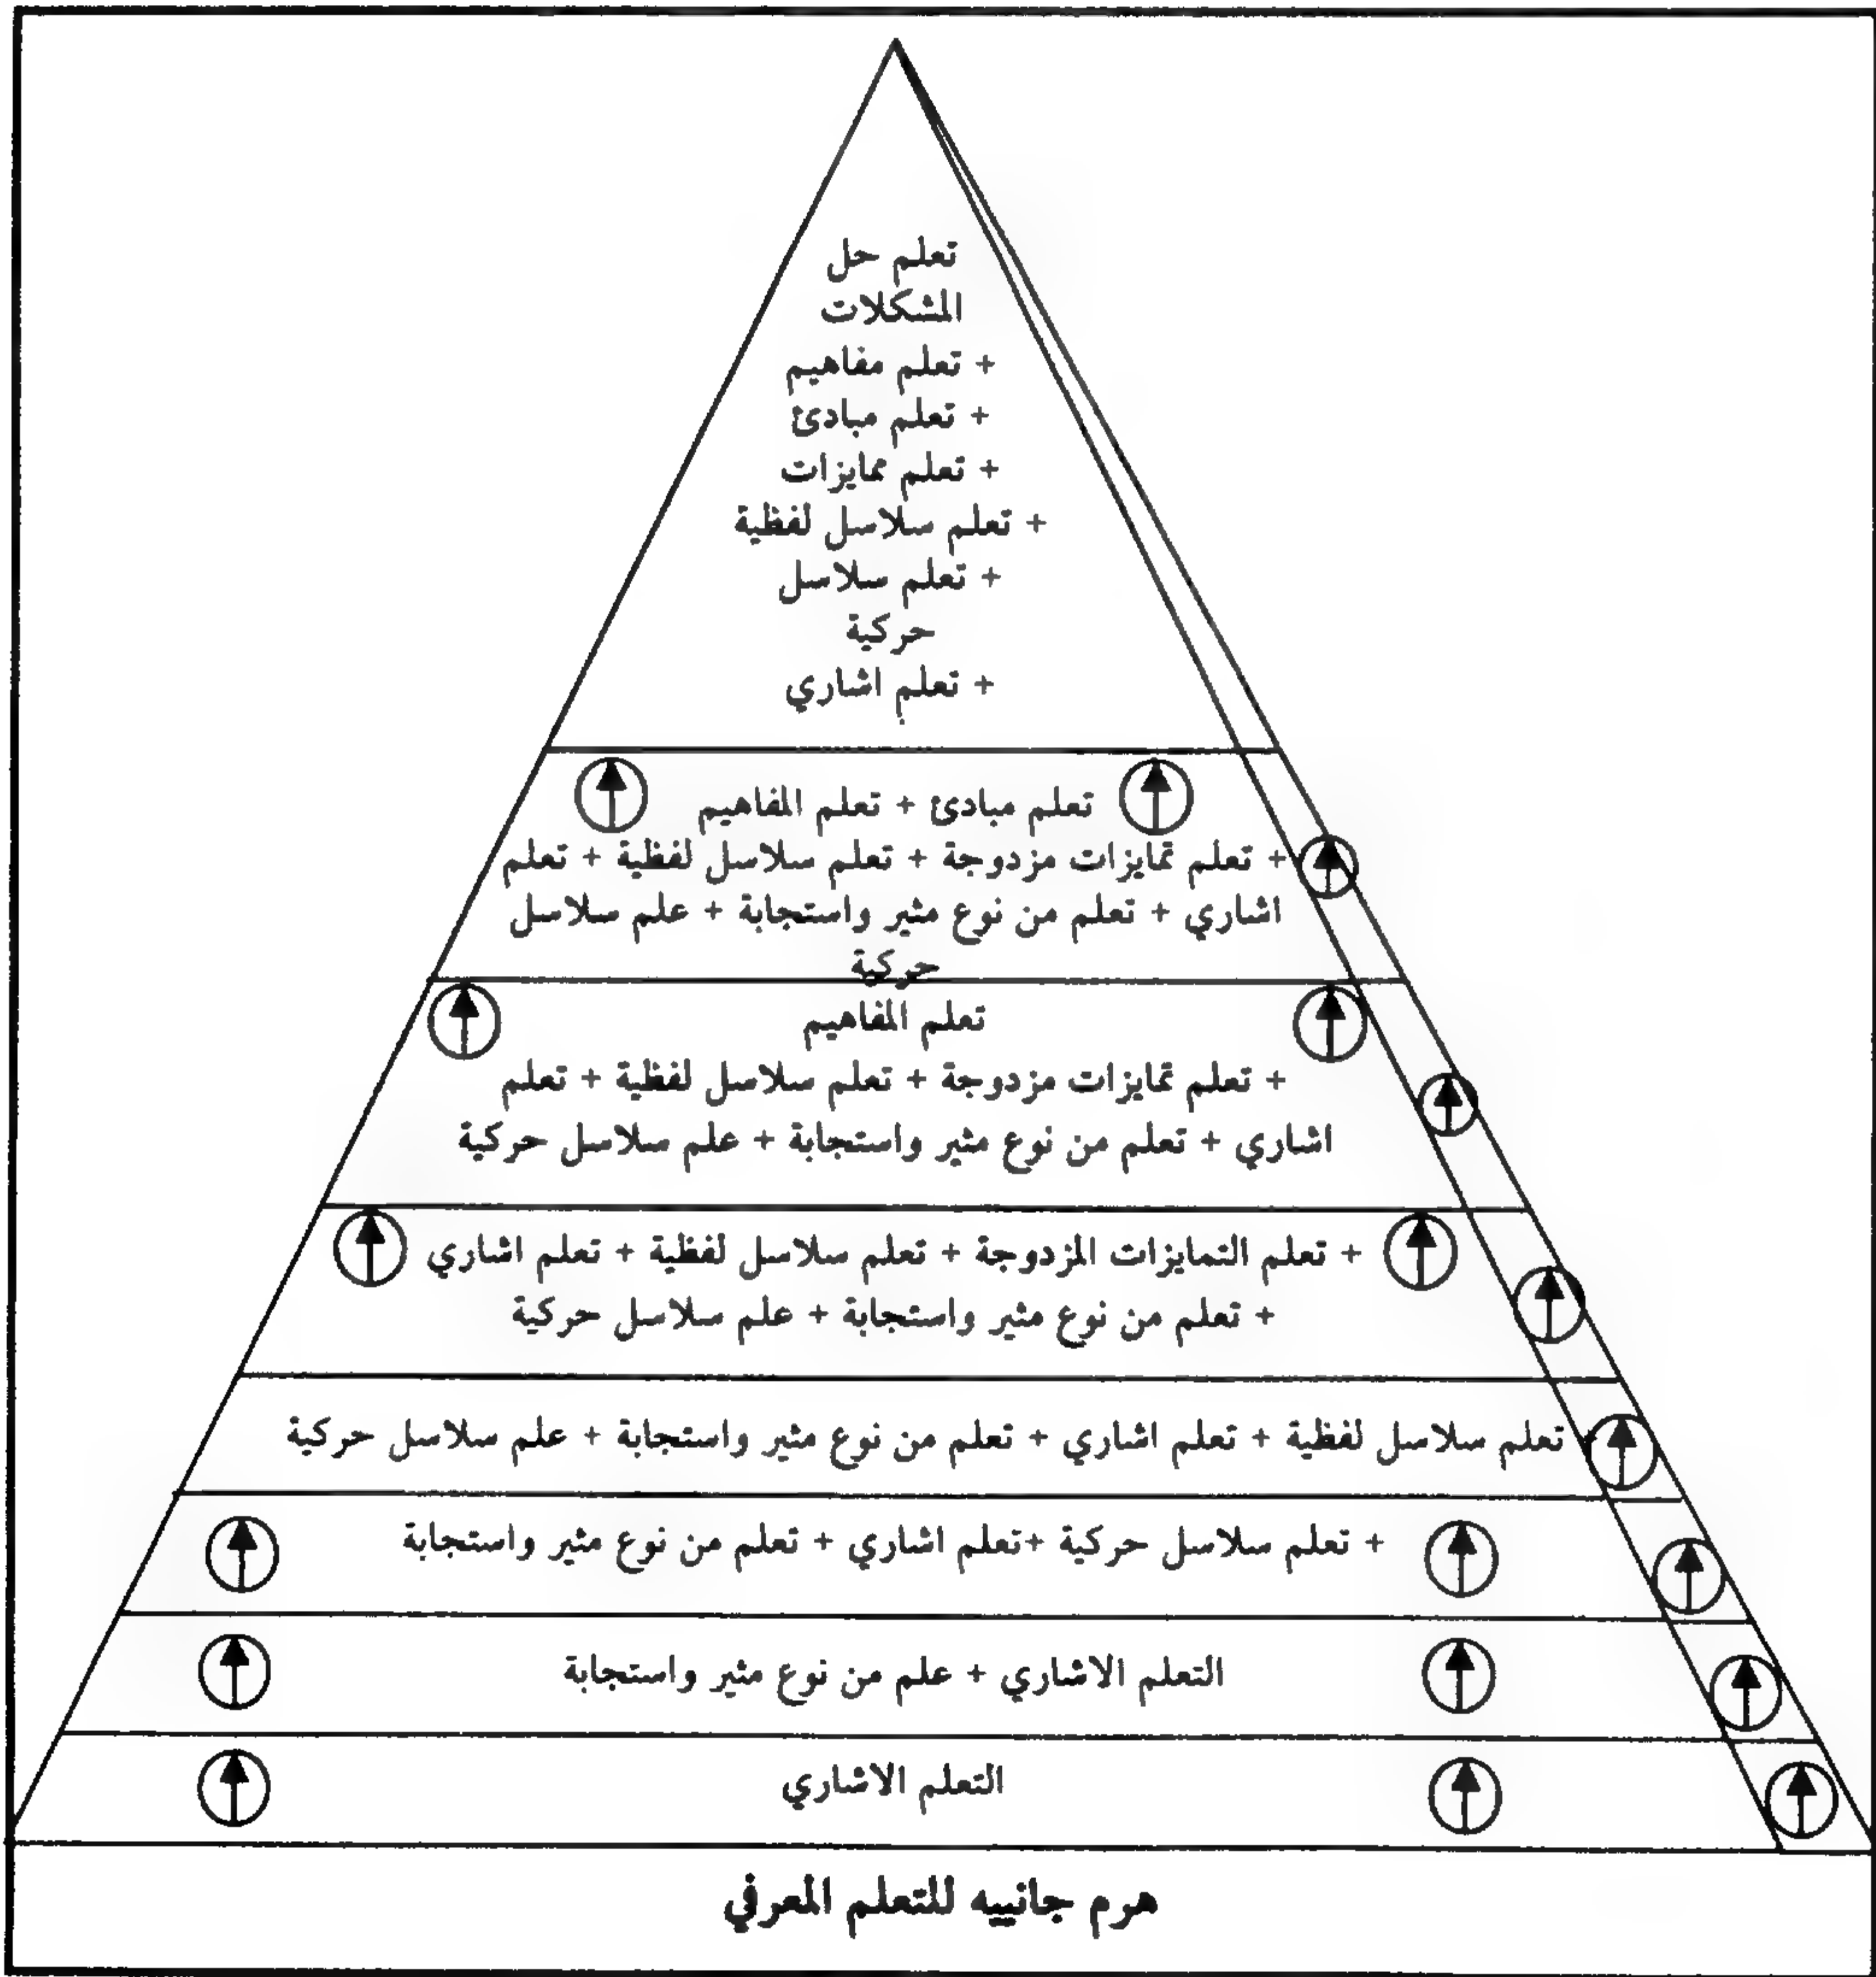 تعلم حل
المشكلات
+ تعلم مفاهيم
+ تعلم مبادئ
+ تعلم ممايزات
+ تعلم سلاسل لفظية
+ تعلم سلاسل
حركية
+ تعلم اشاري
تعلم مبادئ + تعلم المفاهيم
+ تعلم تمايزات مزدوجة + تعلم سلاسل لفظية + تعلم
اشاري + تعلم من نوع مثير واستجابة + علم سلاسل
حركية
تعلم المفاهيم
+ تعلم تمايزات مزدوجة + تعلم سلاسل لفظية + تعلم
اشاري + تعلم من نوع مثير واستجابة + علم سلاسل حركية
+ تعلم التمايزات المزدوجة + تعلم سلاسل لفظية + تعلم اشاري
+ تعلم من نوع مثير واستجابة + علم سلاسل حركية
+ تعلم سلاسل لفظية + تعلم اشاري + تعلم من نوع مثير واستجابة + علم سلاسل حركية
+ تعلم سلاسل حركية +تعلم اشاري + تعلم من نوع مثير واستجابة
التعلم الاشاري + علم من نوع مثير واستجابة
التعلم الاشاري
هرم جانييه للتعلم المعرفي